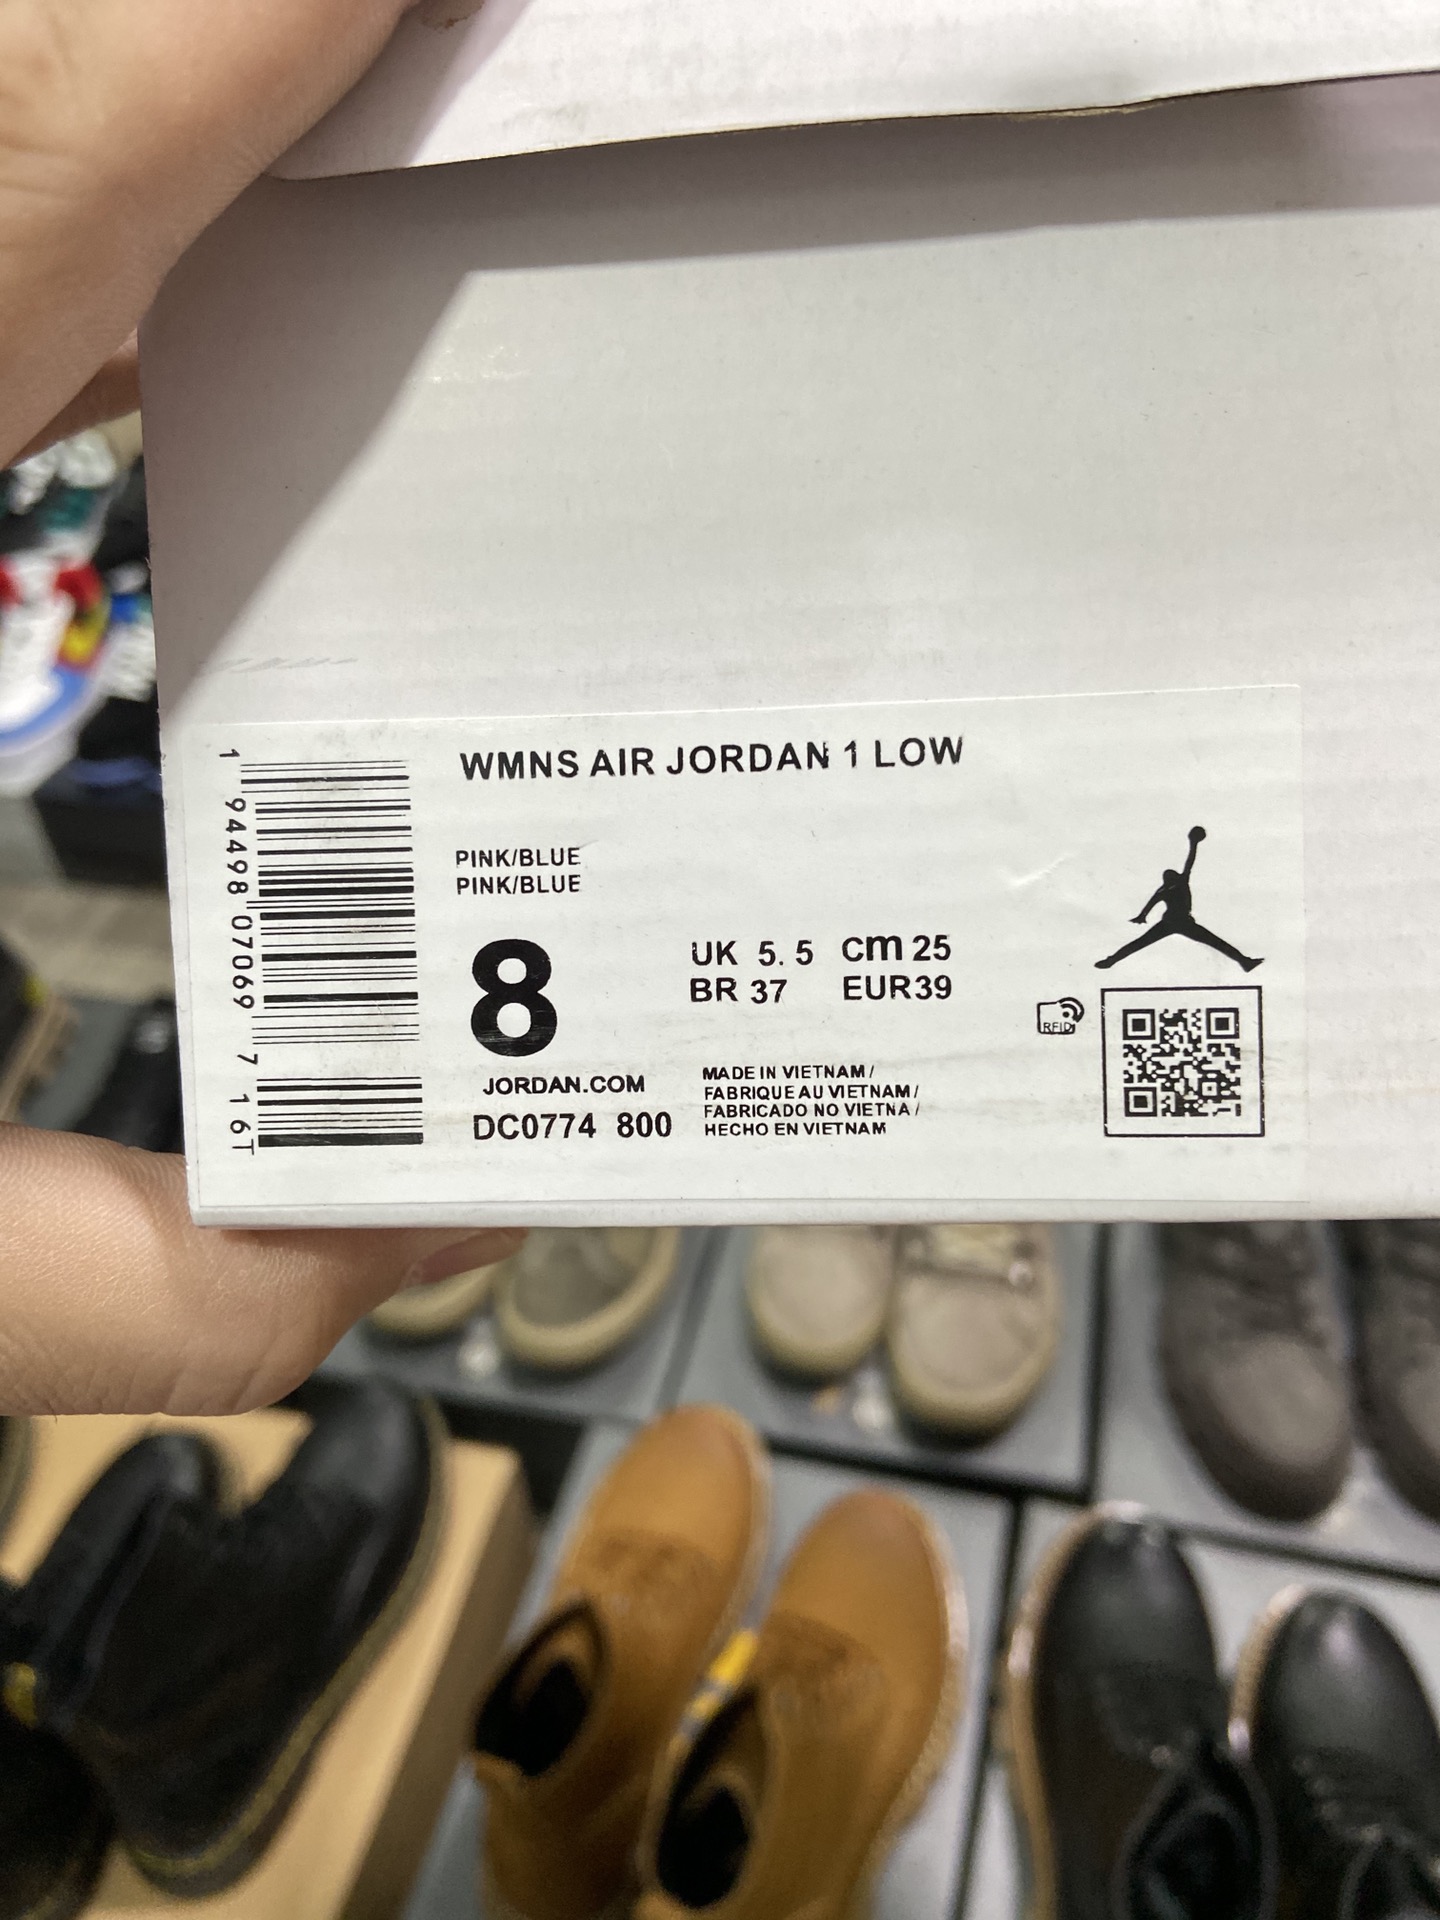 WMNS AIR JORDAN 1 LOW
PINK/BLUE
PINK/BLUE
8
UK 5.5 cm 25
BR 37 EUR39
JORDAN.COM
DC0774 800
MADE IN VIETNAM /
FABRIQUE AU VIETNAM /
FABRICADO NO VIETNA /
HECHO EN VIETNAM
RFID
1 94498 07069 7 16T